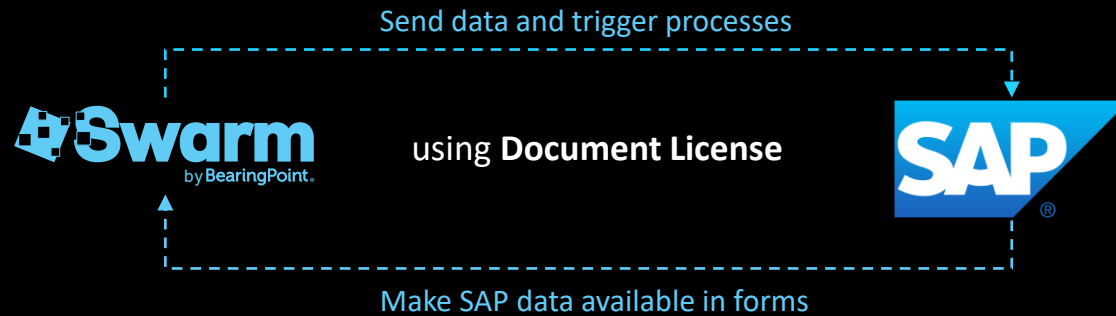 Send data and trigger processes
Swarm
by BearingPoint®
using Document License
SAP
®
Make SAP data available in forms